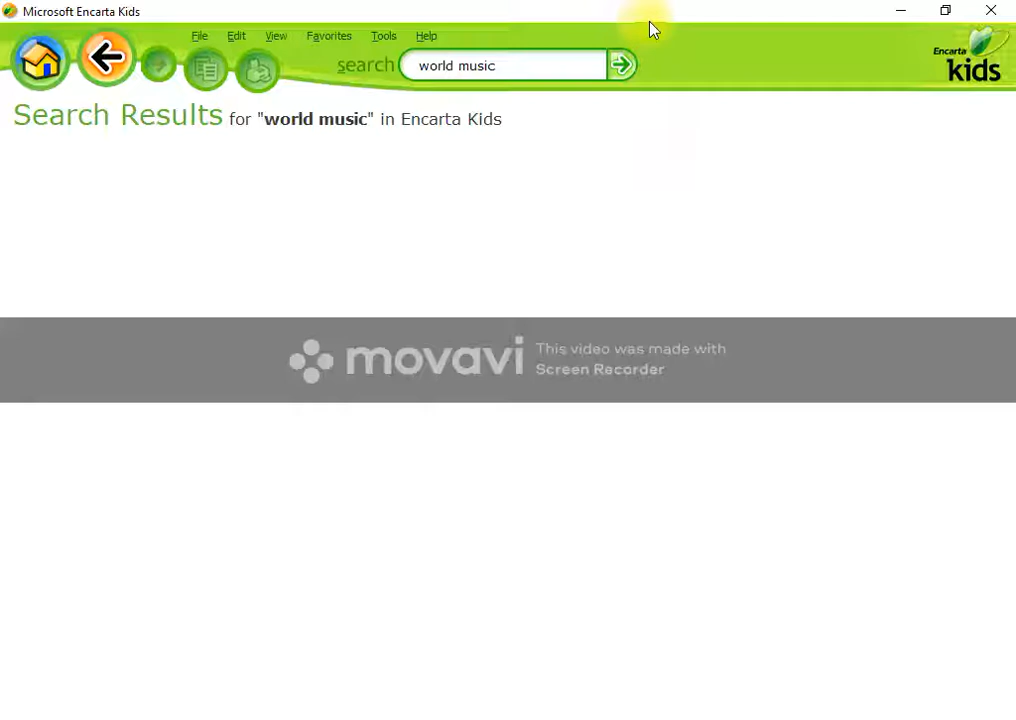 Microsoft Encarta Kids
File Edit View Favorites Tools Help
search world music
Encarta
kids
Search Results for "world music" in Encarta Kids
movavi
This video was made with
Screen Recorder